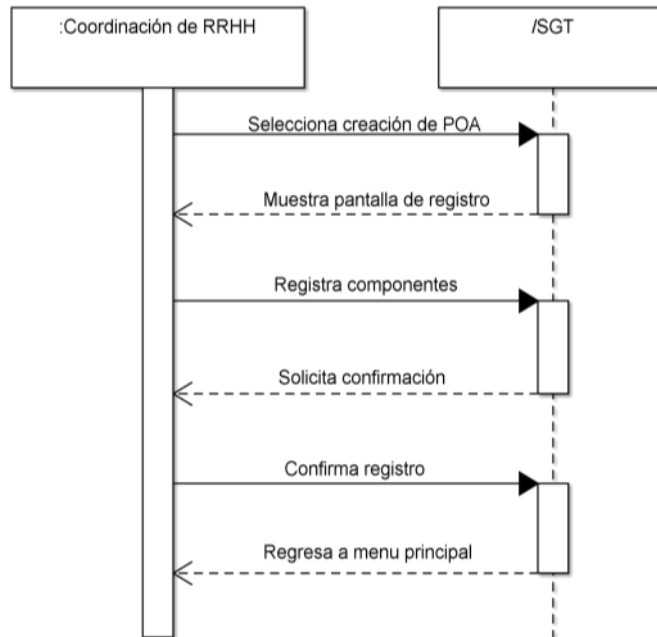 :Coordinación de RRHH
/SGT
Selecciona creación de POA
Muestra pantalla de registro
Registra componentes
Solicita confirmación
Confirma registro
Regresa a menu principal